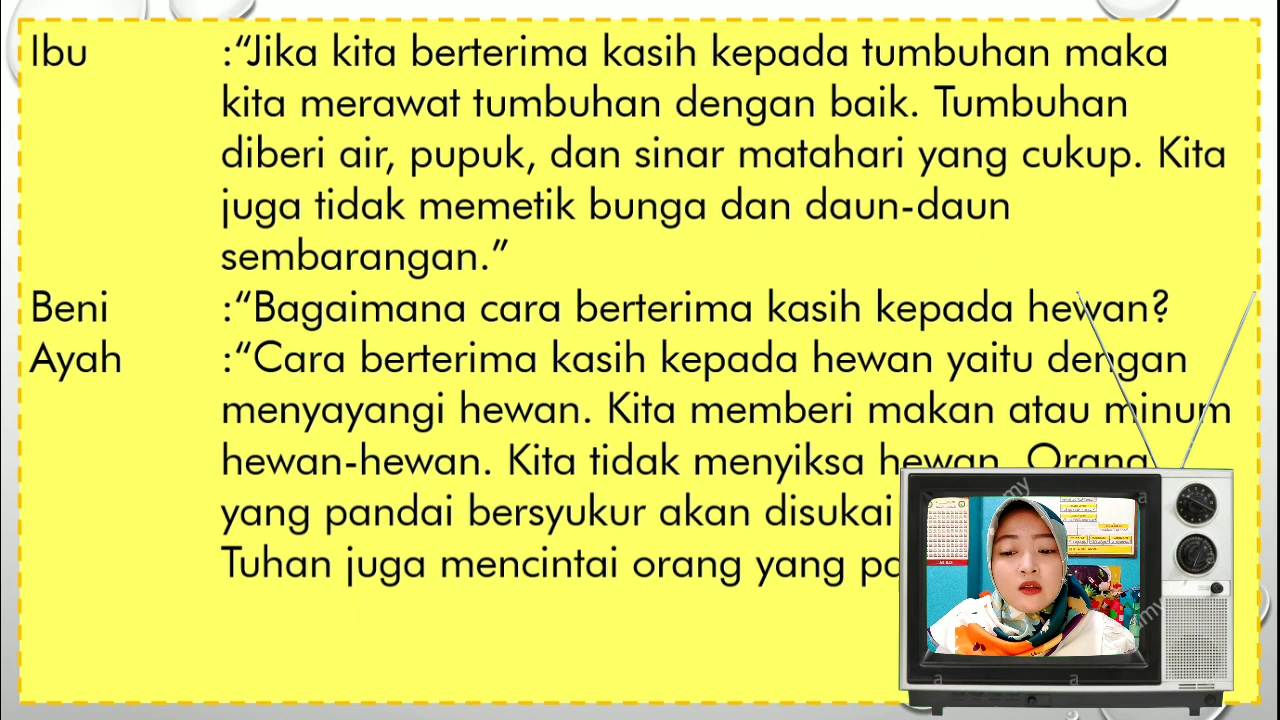 Ibu :“Jika kita berterima kasih kepada tumbuhan maka
kita merawat tumbuhan dengan baik. Tumbuhan
diberi air, pupuk, dan sinar matahari yang cukup. Kita
juga tidak memetik bunga dan daun-daun
sembarangan.”
Beni :“Bagaimana cara berterima kasih kepada hewan?
Ayah :“Cara berterima kasih kepada hewan yaitu dengan
menyayangi hewan. Kita memberi makan atau minum
hewan-hewan. Kita tidak menyiksa hewan. Orang
yang pandai bersyukur akan disukai
Tuhan juga mencintai orang yang